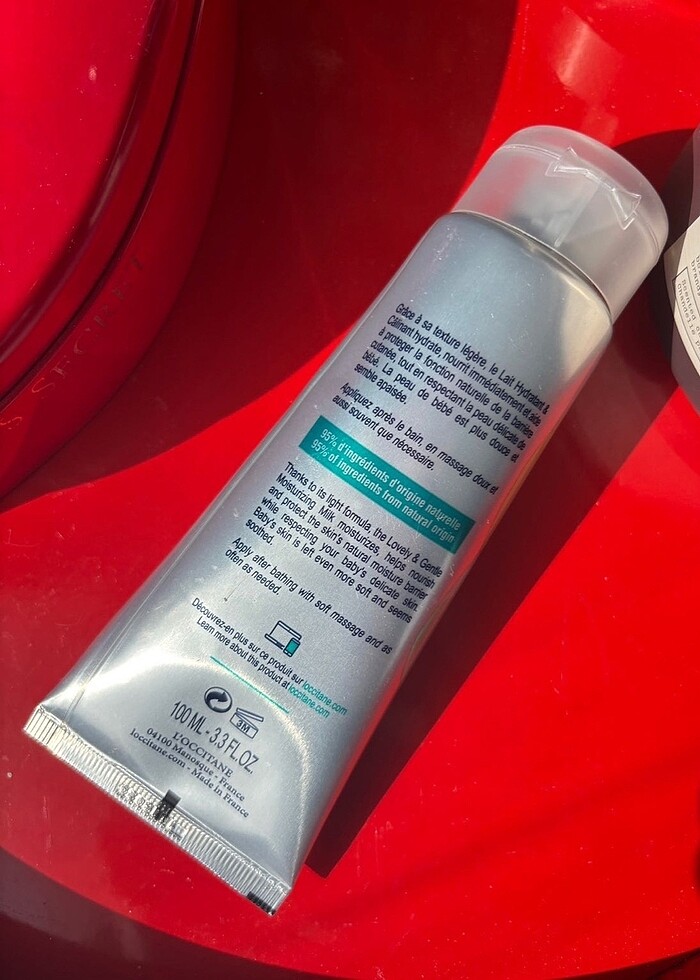 Grâce à sa texture légère, le Lait Hydratant &
Câlinant hydrate, nourrit immédiatement et aide
à protéger la fonction naturelle de la barrière
cutanée, tout en respectant la peau délicate de
bébé. La peau de bébé est plus douce et
semble apaisée.
Appliquez après le bain, en massage doux et
aussi souvent que nécessaire.
95% d'ingrédients d'origine naturelle
95% of ingredients from natural origin
Thanks to its light formula, the Lovely & Gentle
Moisturizing Milk moisturizes, helps nourish
and protect the skin's natural moisture barrier
while respecting your baby's delicate skin.
Baby's skin is left even more soft and seems
soothed.
Apply after bathing with soft massage and as
often as needed.
Découvrez-en plus sur ce produit sur loccitane.com
Learn more about this product at loccitane.com
3M
100 ML - 3.3 FL.OZ.
L'OCCITANE
04100 Manosque - France
loccitane.com - Made in France